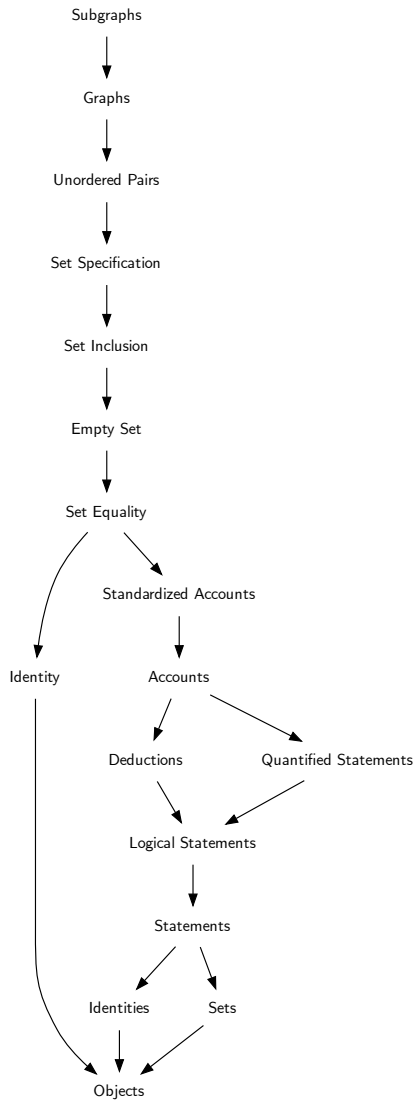 Subgraphs
Graphs
Unordered Pairs
Set Specification
Set Inclusion
Empty Set
Set Equality
Standardized Accounts
Identity
Accounts
Deductions
Quantified Statements
Logical Statements
Statements
Identities
Sets
Objects